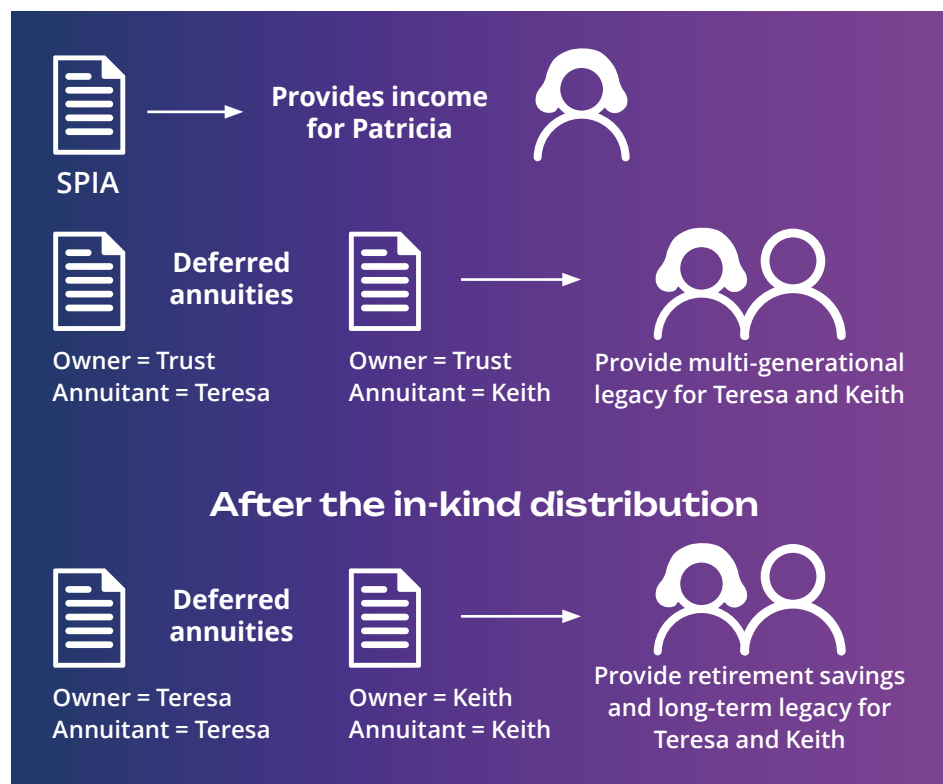 Provides income
for Patricia
SPIA
Deferred
annuities
Owner = Trust
Annuitant = Teresa
Owner = Trust
Annuitant = Keith
Provide multi-generational
legacy for Teresa and Keith
After the in-kind distribution
Deferred
annuities
Owner = Teresa
Annuitant = Teresa
Owner = Keith
Annuitant = Keith
Provide retirement savings
and long-term legacy for
Teresa and Keith